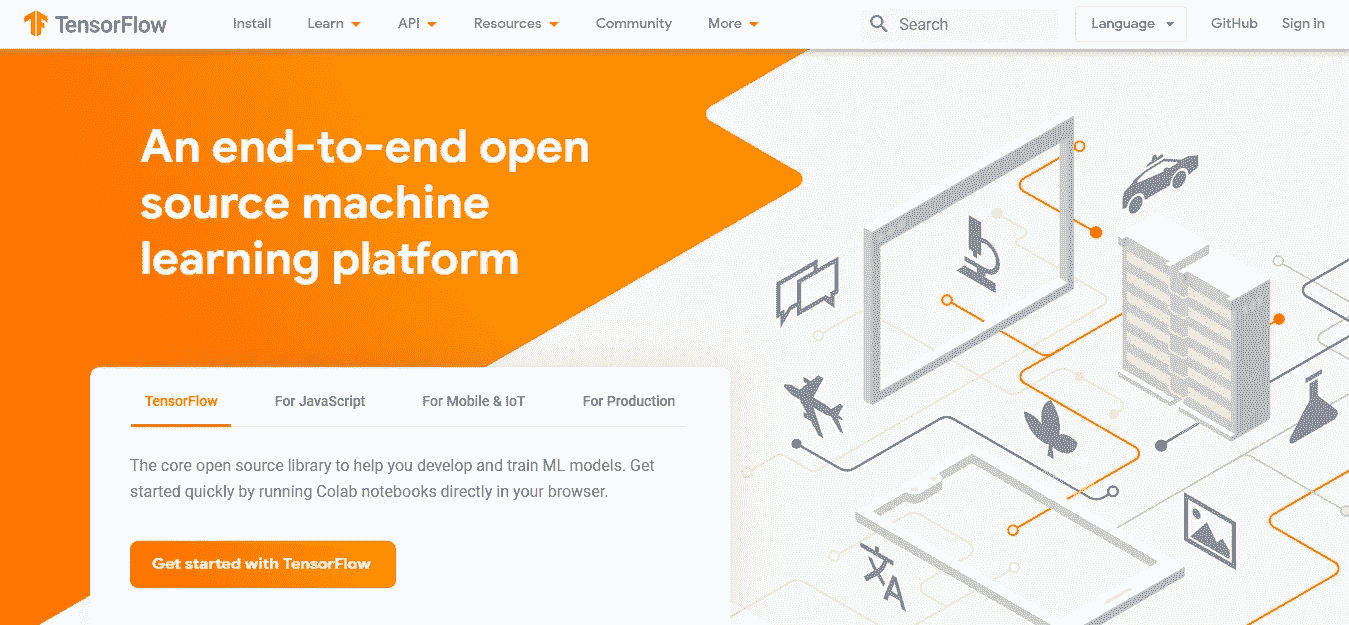 TensorFlow Install Learn API Resources Community More Search Language GitHub Sign in
An end-to-end open
source machine
learning platform
TensorFlow For JavaScript For Mobile & IoT For Production
The core open source library to help you develop and train ML models. Get
started quickly by running Colab notebooks directly in your browser.
Get started with TensorFlow
文A